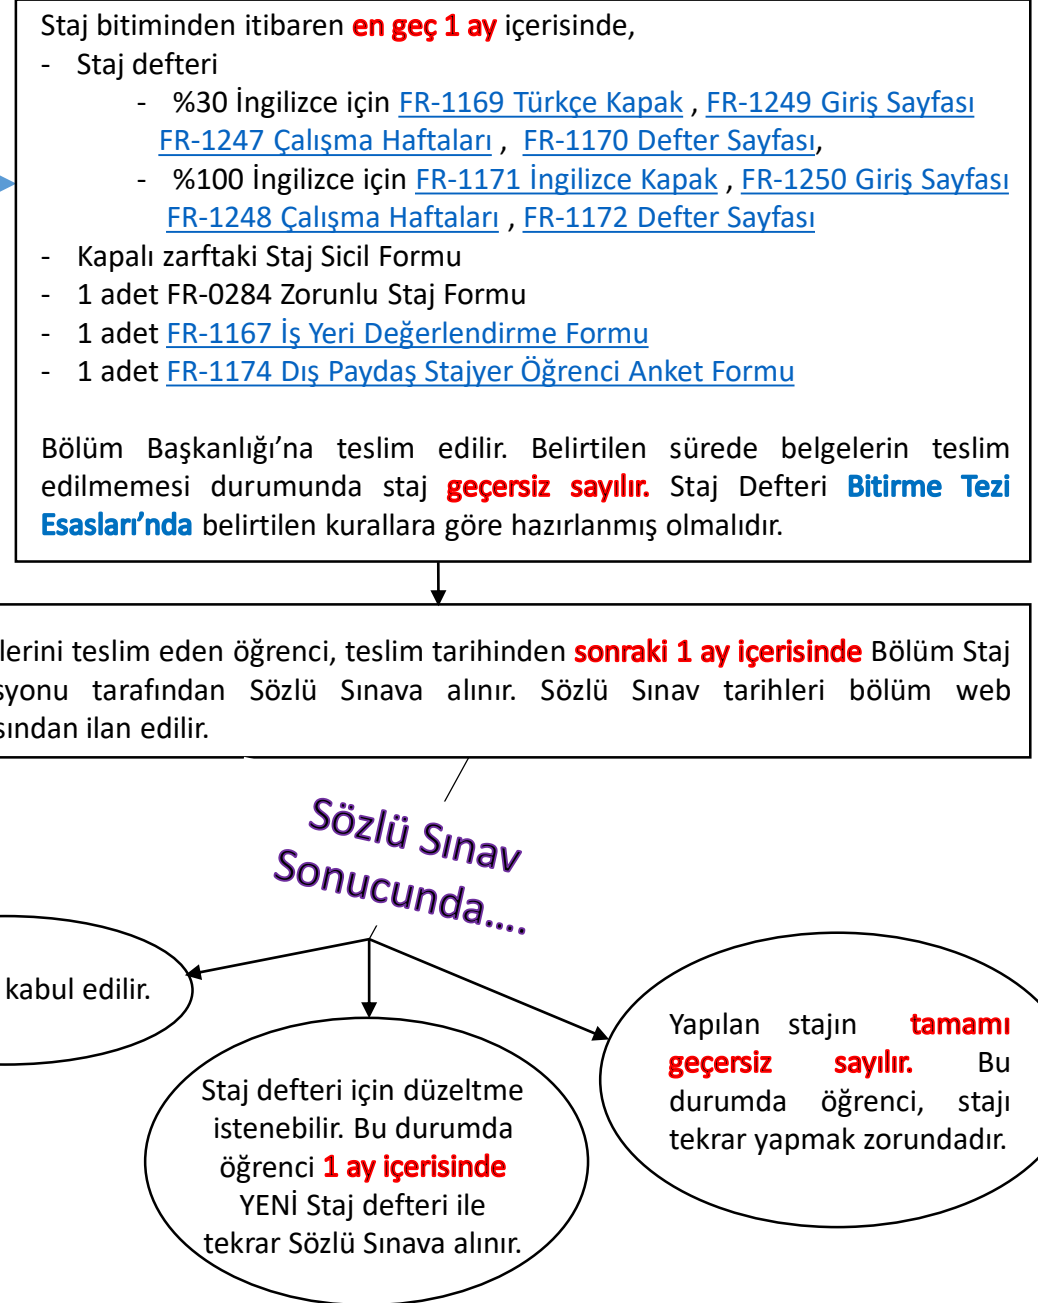 Staj bitiminden itibaren en geç 1 ay içerisinde,
- Staj defteri
- %30 İngilizce için FR-1169 Türkçe Kapak , FR-1249 Giriş Sayfası
FR-1247 Çalışma Haftaları , FR-1170 Defter Sayfası,
- %100 İngilizce için FR-1171 İngilizce Kapak , FR-1250 Giriş Sayfası
FR-1248 Çalışma Haftaları , FR-1172 Defter Sayfası
- Kapalı zarftaki Staj Sicil Formu
- 1 adet FR-0284 Zorunlu Staj Formu
- 1 adet FR-1167 İş Yeri Değerlendirme Formu
- 1 adet FR-1174 Dış Paydaş Stajyer Öğrenci Anket Formu
Bölüm Başkanlığı’na teslim edilir. Belirtilen sürede belgelerin teslim
edilmemesi durumunda staj geçersiz sayılır. Staj Defteri Bitirme Tezi
Esasları’nda belirtilen kurallara göre hazırlanmış olmalıdır.
lerini teslim eden öğrenci, teslim tarihinden sonraki 1 ay içerisinde Bölüm Staj
syonu tarafından Sözlü Sınava alınır. Sözlü Sınav tarihleri bölüm web
sından ilan edilir.
Sözlü Sınav
Sonucunda....
kabul edilir.
Staj defteri için düzeltme
istenebilir. Bu durumda
öğrenci 1 ay içerisinde
YENİ Staj defteri ile
tekrar Sözlü Sınava alınır.
Yapılan stajın tamamı
geçersiz sayılır. Bu
durumda öğrenci, stajı
tekrar yapmak zorundadır.